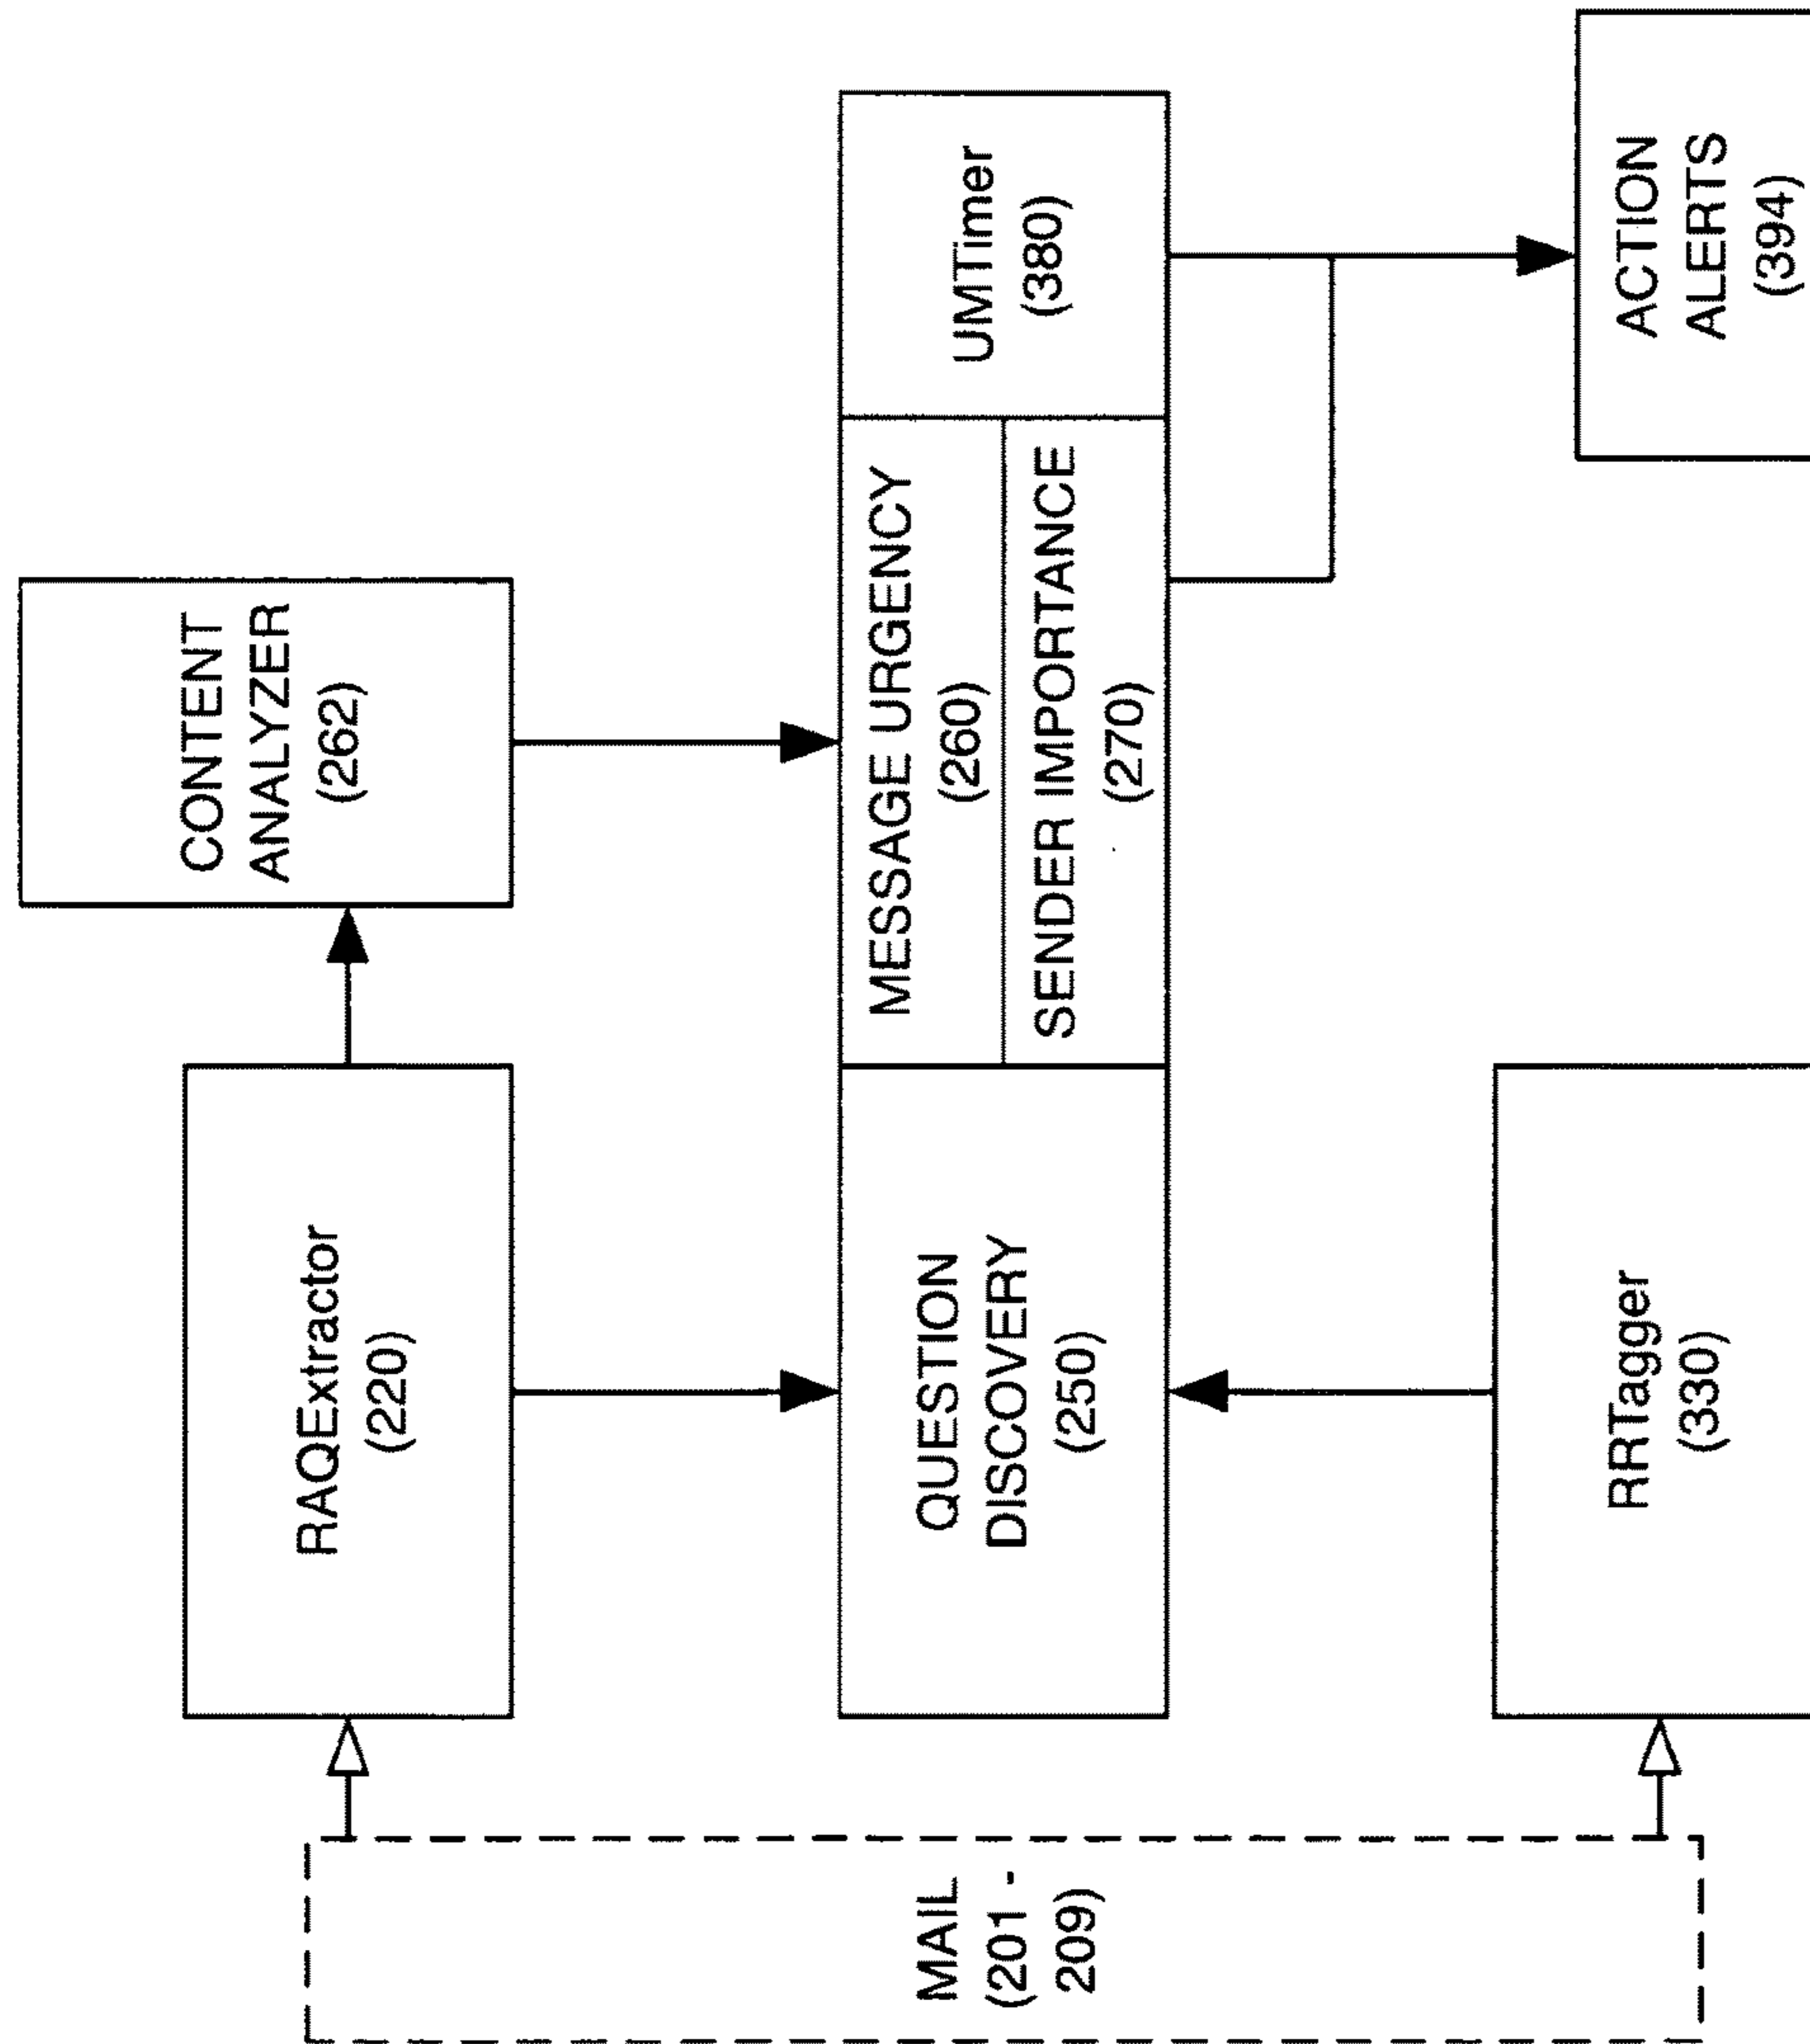 MAIL
(201 -
209)
RAQExtractor
(220)
CONTENT
ANALYZER
(262)
QUESTION
DISCOVERY
(250)
MESSAGE URGENCY
(260)
SENDER IMPORTANCE
(270)
UMTimer
(380)
RRTagger
(330)
ACTION
ALERTS
(394)